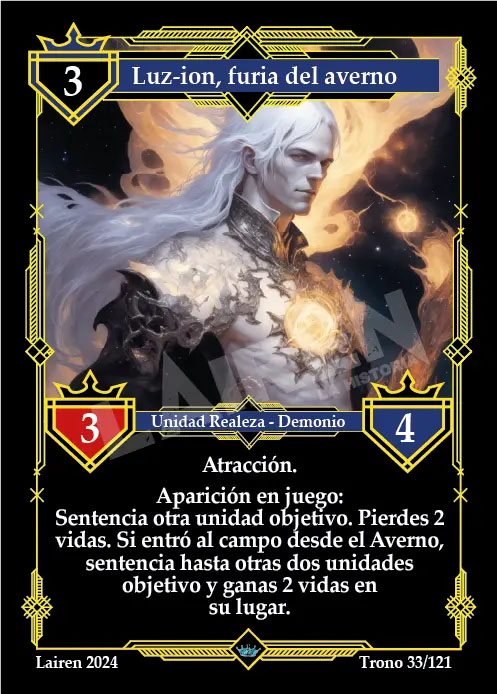 3
Luz-ion, furia del averno
LAIREN
HISTORIA
3
Unidad Realeza - Demonio
4
Atracción.
Aparición en juego:
Sentencia otra unidad objetivo. Pierdes 2
vidas. Si entró al campo desde el Averno,
sentencia hasta otras dos unidades
objetivo y ganas 2 vidas en
su lugar.
Lairen 2024
Trono 33/121